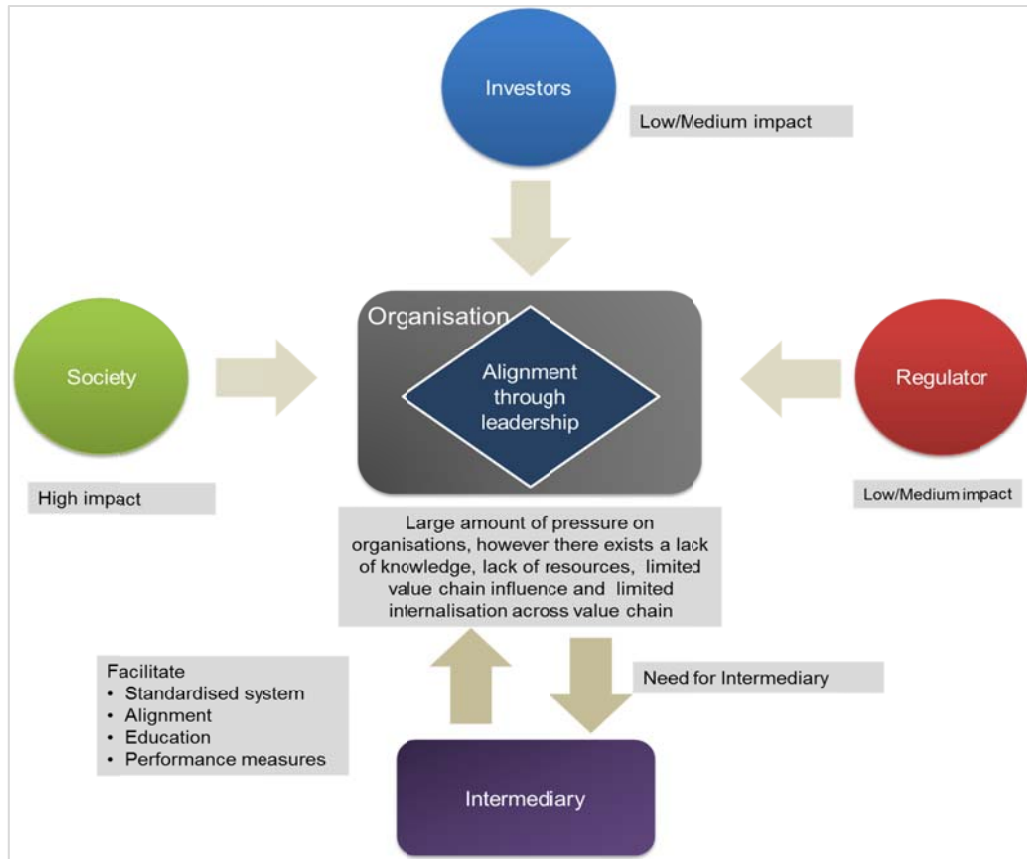 Investors
Low/Medium impact
Organisation
Society
Alignment
through
leadership
Regulator
High impact
Low/Medium impact
Large amount of pressure on
organisations, however there exists a lack
of knowledge, lack of resources, limited
value chain influence and limited
internalisation across value chain
Facilitate
• Standardised system
• Alignment
• Education
• Performance measures
Need for Intermediary
Intermediary